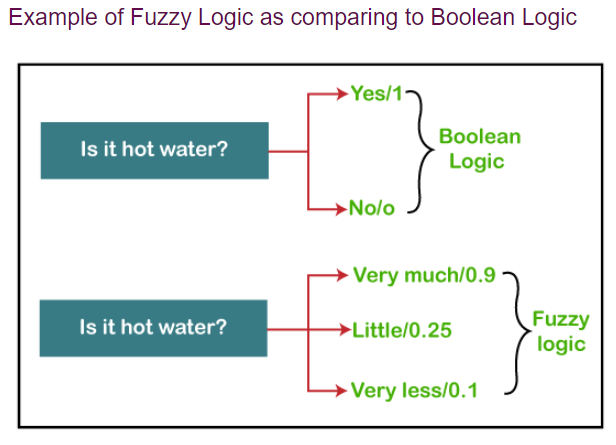 Example of Fuzzy Logic as comparing to Boolean Logic
Yes/1
Is it hot water?
Boolean
Logic
No/o
Very much/0.9
Is it hot water?
Little/0.25
Fuzzy
logic
Very less/0.1